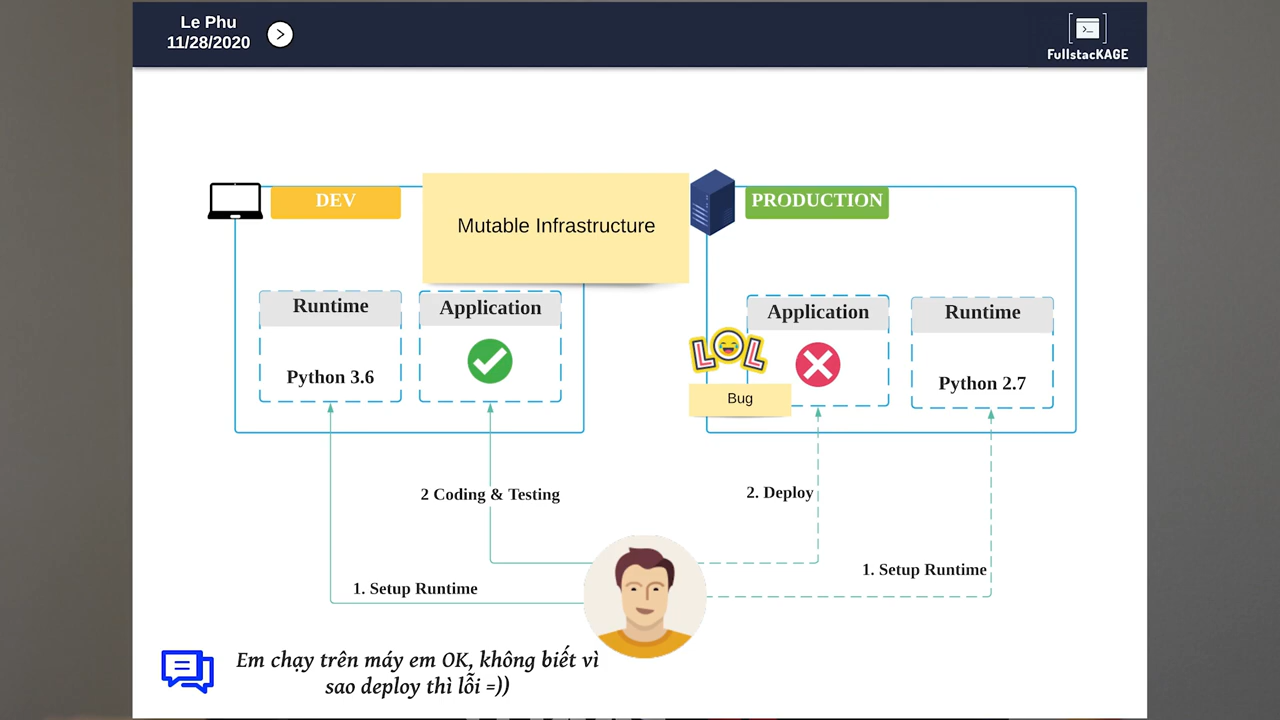 Le Phu
11/28/2020
FullstacKAGE
DEV
Mutable Infrastructure
PRODUCTION
Runtime
Python 3.6
Application
Application
Runtime
Python 2.7
LOL
Bug
2 Coding & Testing
2. Deploy
1. Setup Runtime
1. Setup Runtime
Em chạy trên máy em OK, không biết vì
sao deploy thì lỗi =))